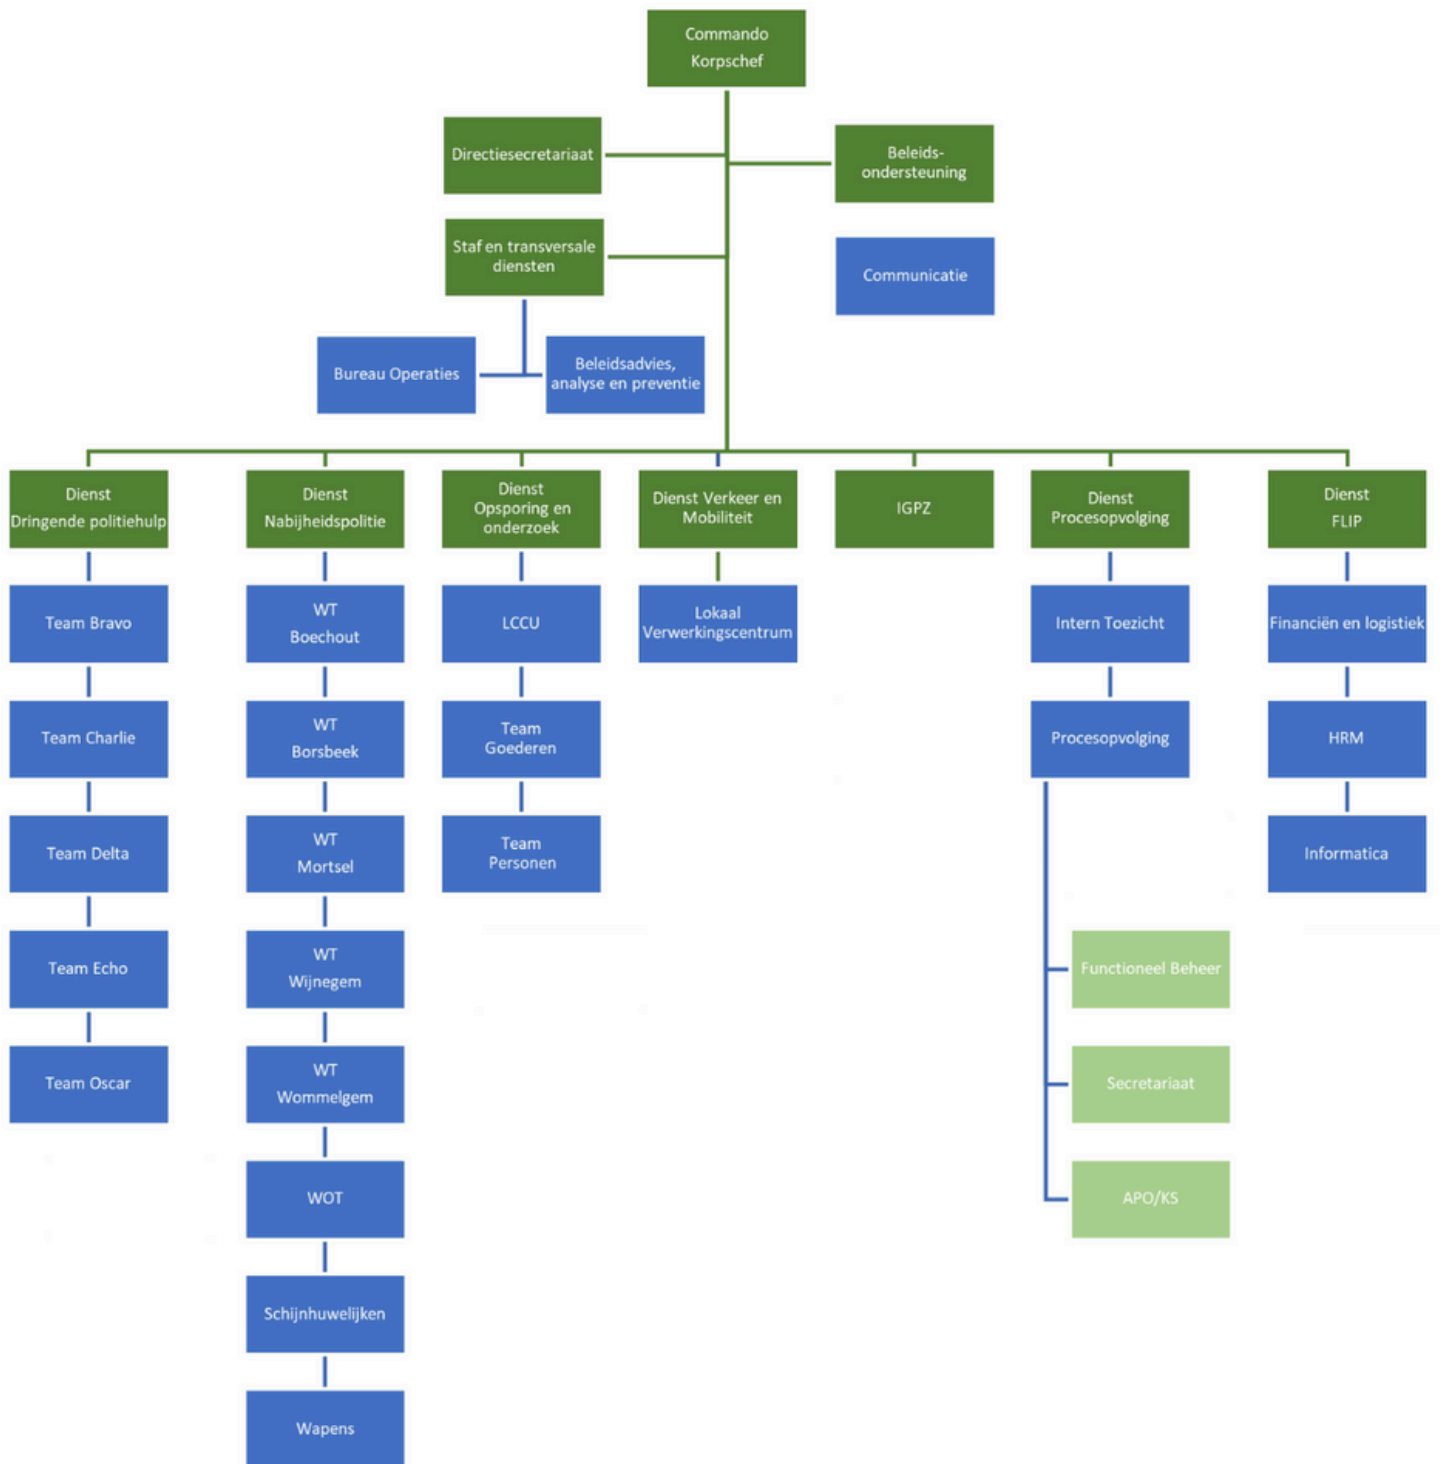 Commando
Korpschef
Directiesecretariaat
Beleids-
ondersteuning
Staf en transversale
diensten
Communicatie
Bureau Operaties
Beleidsadvies,
analyse en preventie
Dienst
Dringende politiehulp
Dienst
Nabijheidspolitie
Dienst
Opsporing en
onderzoek
Dienst Verkeer en
Mobiliteit
IGPZ
Dienst
Procesopvolging
Dienst
FLIP
Team Bravo
WT
Boechout
LCCU
Lokaal
Verwerkingscentrum
Intern Toezicht
Financiën en logistiek
Team Charlie
WT
Borsbeek
Team
Goederen
Procesopvolging
HRM
Team Delta
WT
Mortsel
Team
Personen
Informatica
Team Echo
WT
Wijnegem
Functioneel Beheer
Team Oscar
WT
Wommelgem
Secretariaat
WOT
APO/KS
Schijnhuwelijken
Wapens